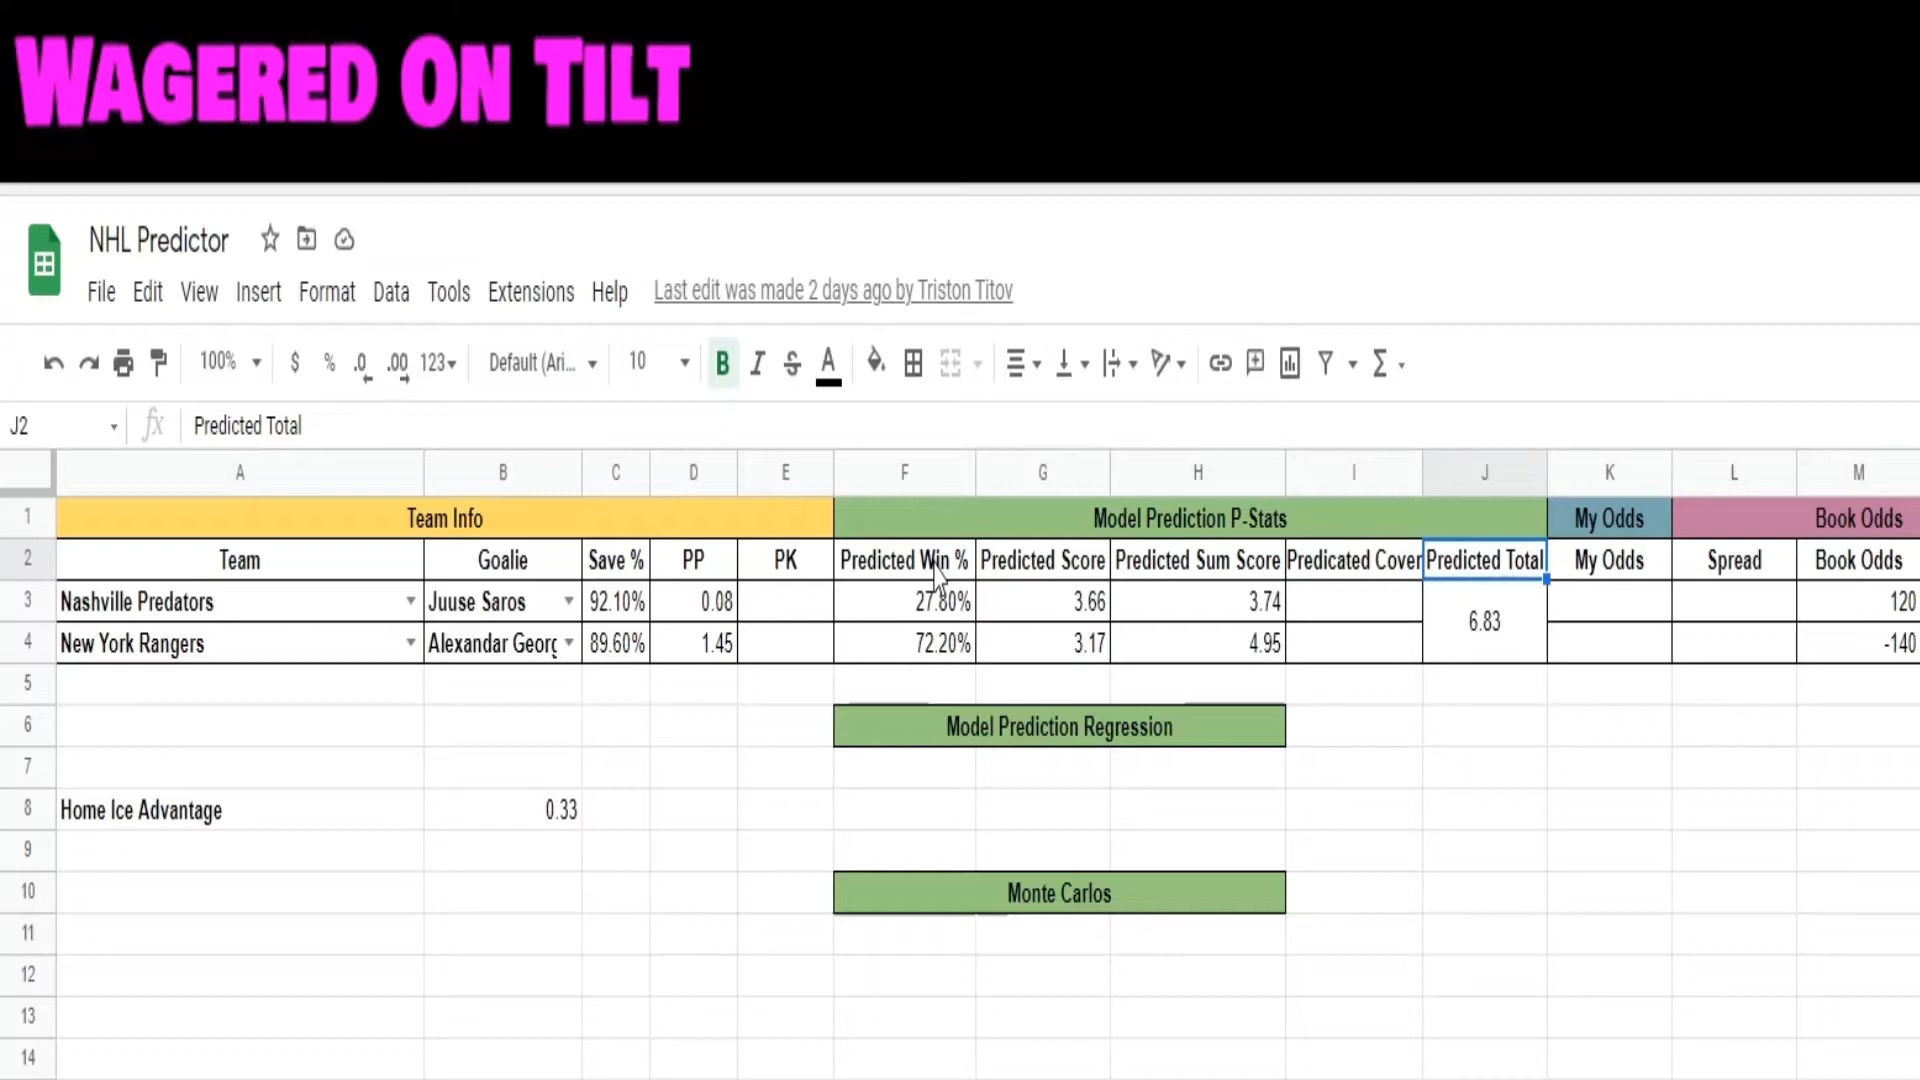 WAGERED ON TILT
NHL Predictor
File Edit View Insert Format Data Tools Extensions Help Last edit was made 2 days ago by Triston Titov
100% $ % .0 .00 123 Default (Ari... 10 B I S A
J2 fx Predicted Total
A B C D E F G H I J K L M
1 Team Info Model Prediction P-Stats My Odds Book Odds
2 Team Goalie Save % PP PK Predicted Win % Predicted Score Predicted Sum Score Predicated Cover Predicted Total My Odds Spread Book Odds
3 Nashville Predators Juuse Saros 92.10% 0.08 27.80% 3.66 3.74 6.83 120
4 New York Rangers Alexandar Georg 89.60% 1.45 72.20% 3.17 4.95 -140
5
6 Model Prediction Regression
7
8 Home Ice Advantage 0.33
9
10 Monte Carlos
11
12
13
14